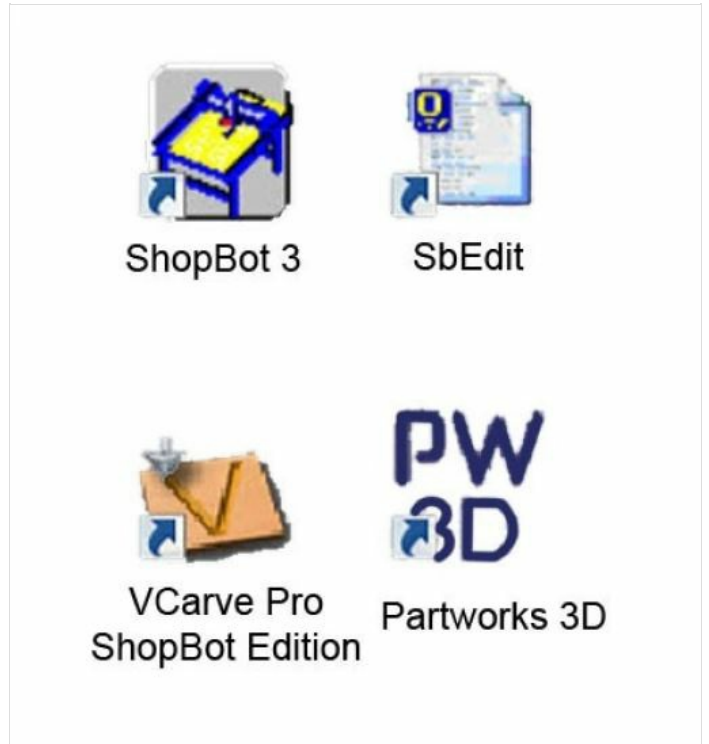 ShopBot 3
SbEdit
PW
3D
VCarve Pro
ShopBot Edition
Partworks 3D